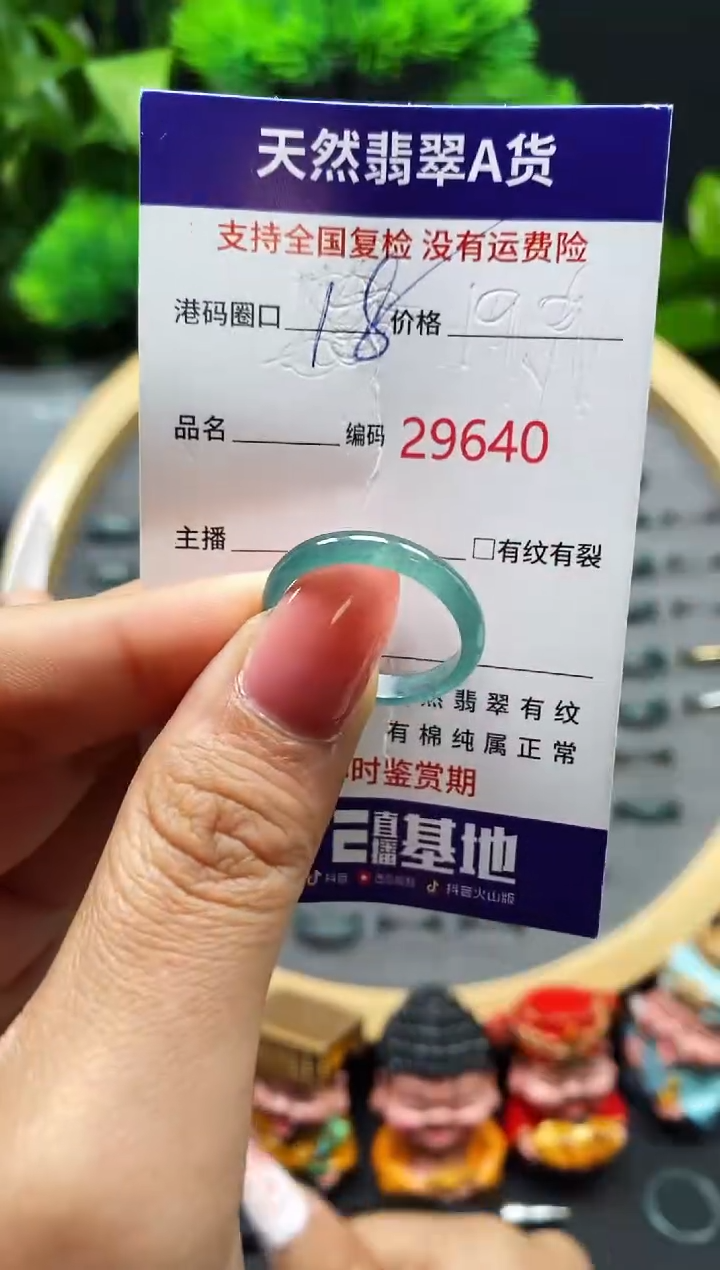 天然翡翠A货
支持全国复检 没有运费险
港码圈口 18 价格
品名 编码 29640
主播 □有纹有裂
翡翠有纹
有棉纯属正常
时鉴赏期
直播基地
抖音 抖音火山版